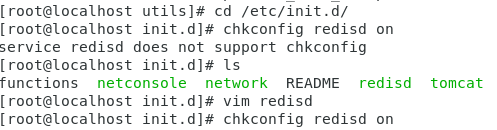 [root@localhost utils]# cd /etc/init.d/
[root@localhost init.d]# chkconfig redisd on
service redisd does not support chkconfig
[root@localhost init.d]# ls
functions  netconsole  network  README  redisd  tomcat
[root@localhost init.d]# vim redisd
[root@localhost init.d]# chkconfig redisd on